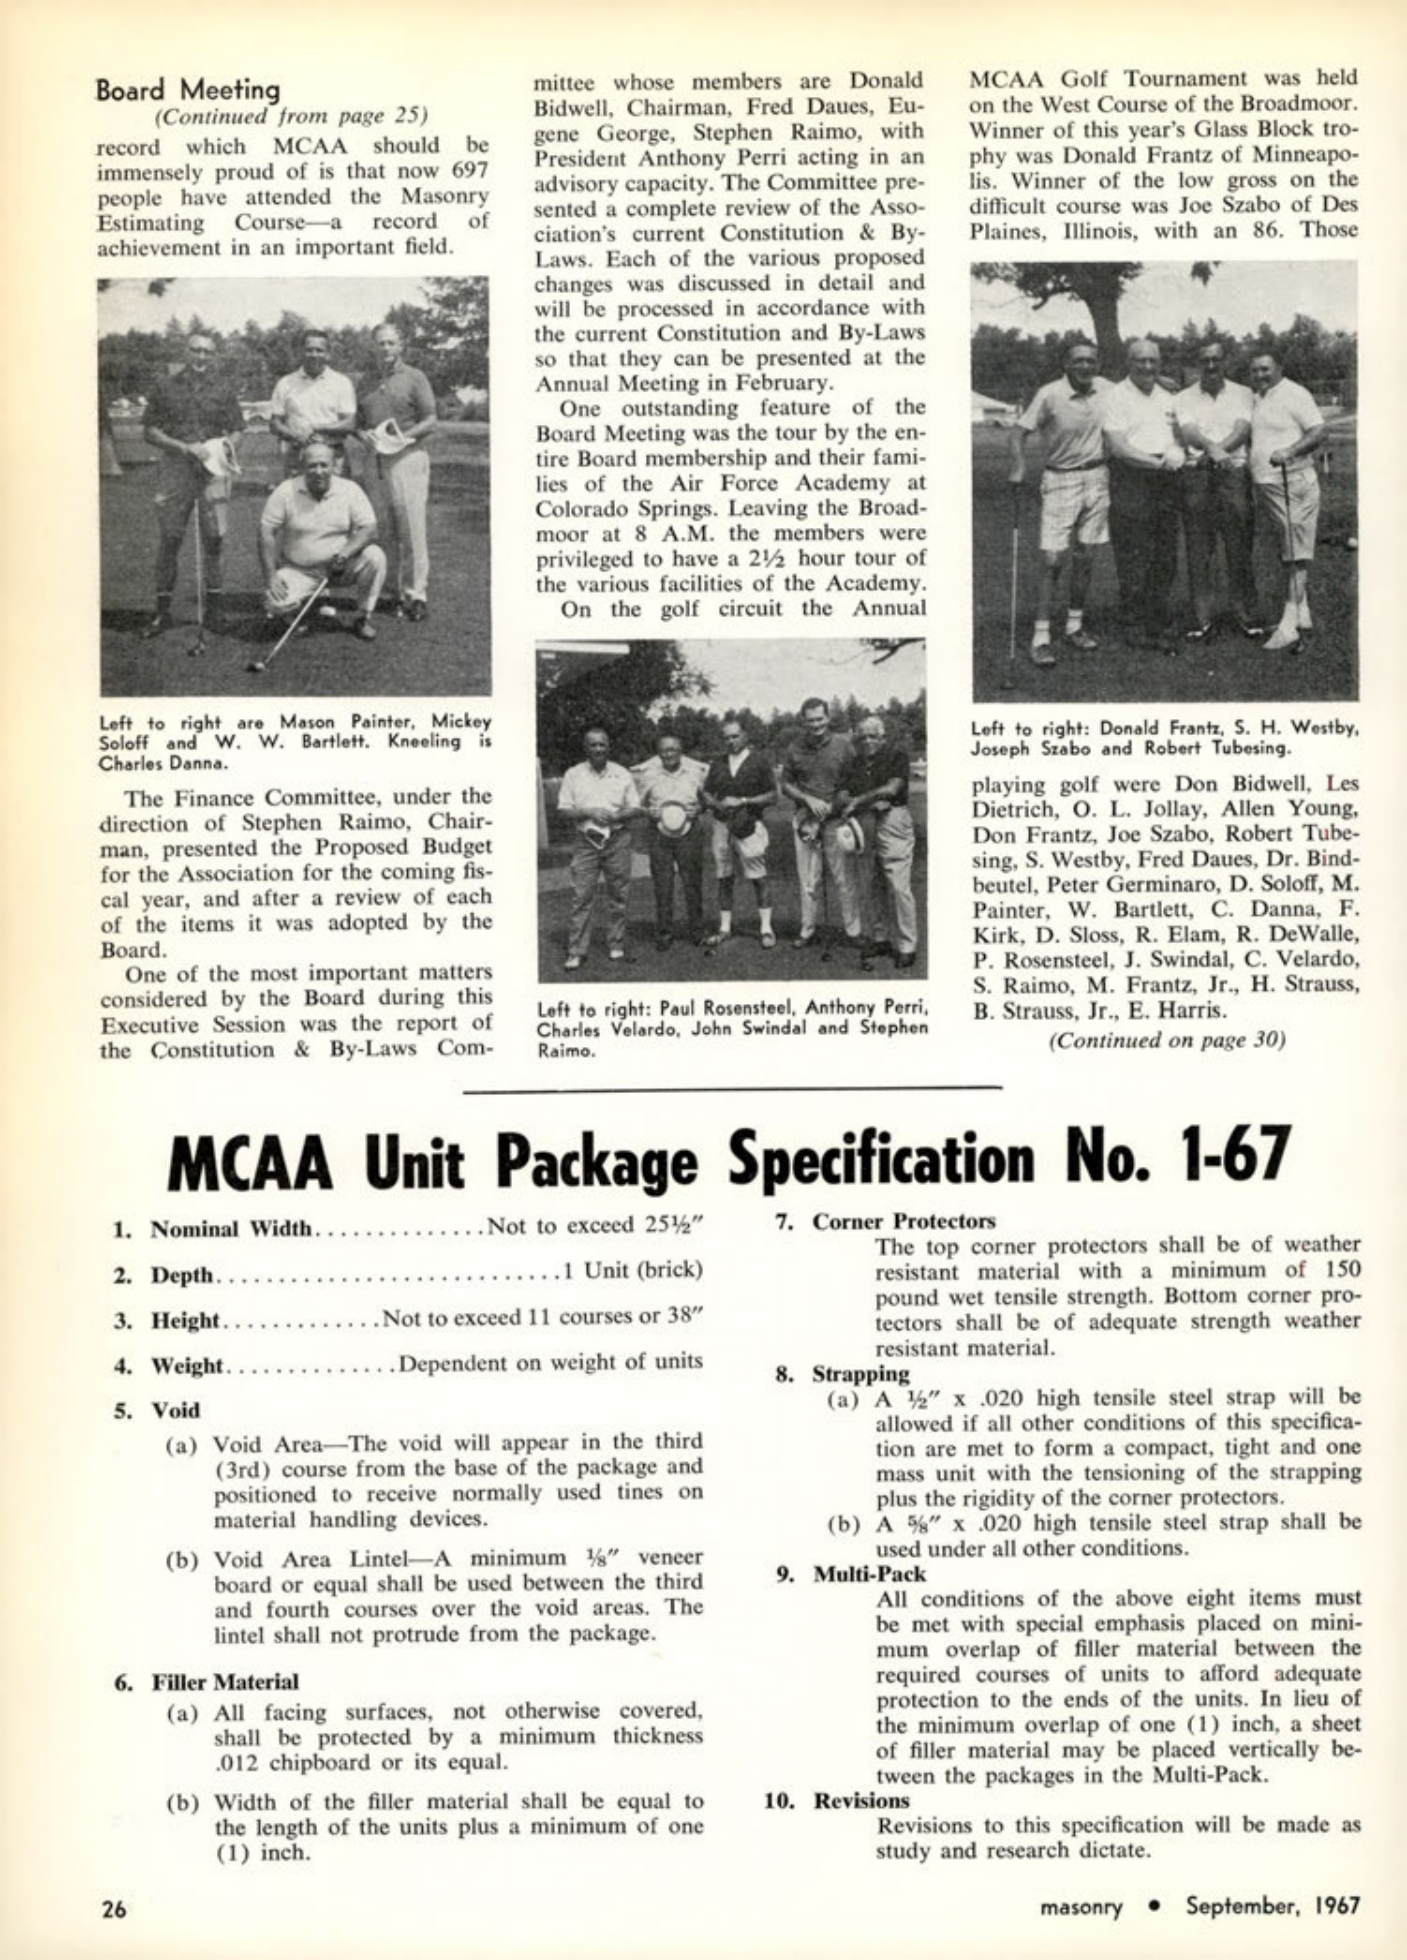 Board Meeting
(Continued from page 25)
record which MCAA should be
immensely proud of is that now 697
people have attended the Masonry
Estimating Course—a record of
achievement in an important field.
Left to right are Mason Painter, Mickey
Soloff and W. W. Bartlett. Kneeling is
Charles Danna.
The Finance Committee, under the
direction of Stephen Raimo, Chair-
man, presented the Proposed Budget
for the Association for the coming fis-
cal year, and after a review of each
of the items it was adopted by the
Board.
One of the most important matters
considered by the Board during this
Executive Session was the report of
the Constitution & By-Laws Com-
mittee whose members are Donald
Bidwell, Chairman, Fred Daues, Eu-
gene George, Stephen Raimo, with
President Anthony Perri acting in an
advisory capacity. The Committee pre-
sented a complete review of the Asso-
ciation's current Constitution & By-
Laws. Each of the various proposed
changes was discussed in detail and
will be processed in accordance with
the current Constitution and By-Laws
so that they can be presented at the
Annual Meeting in February.
One outstanding feature of the
Board Meeting was the tour by the en-
tire Board membership and their fami-
lies of the Air Force Academy at
Colorado Springs. Leaving the Broad-
moor at 8 A.M. the members were
privileged to have a 2½ hour tour of
the various facilities of the Academy.
On the golf circuit the Annual
Left to right: Paul Rosensteel, Anthony Perri,
Charles Velardo, John Swindal and Stephen
Raimo.
MCAA Golf Tournament was held
on the West Course of the Broadmoor.
Winner of this year's Glass Block tro-
phy was Donald Frantz of Minneapo-
lis. Winner of the low gross on the
difficult course was Joe Szabo of Des
Plaines, Illinois, with an 86. Those
Left to right: Donald Frantz, S. H. Westby,
Joseph Szabo and Robert Tubesing.
playing golf were Don Bidwell, Les
Dietrich, O. L. Jollay, Allen Young,
Don Frantz, Joe Szabo, Robert Tube-
sing, S. Westby, Fred Daues, Dr. Bind-
beutel, Peter Germinaro, D. Soloff, M.
Painter, W. Bartlett, C. Danna, F.
Kirk, D. Sloss, R. Elam, R. DeWalle,
P. Rosensteel, J. Swindal, C. Velardo,
S. Raimo, M. Frantz, Jr., H. Strauss,
B. Strauss, Jr., E. Harris.
(Continued on page 30)
MCAA Unit Package Specification No. 1-67
1. Nominal Width..............Not to exceed 25½″
2. Depth............................1 Unit (brick)
3. Height.............Not to exceed 11 courses or 38″
4. Weight..............Dependent on weight of units
5. Void
(a) Void Area—The void will appear in the third
(3rd) course from the base of the package and
positioned to receive normally used tines on
material handling devices.
(b) Void Area Lintel—A minimum ⅛″ veneer
board or equal shall be used between the third
and fourth courses over the void areas. The
lintel shall not protrude from the package.
6. Filler Material
(a) All facing surfaces, not otherwise covered,
shall be protected by a minimum thickness
.012 chipboard or its equal.
(b) Width of the filler material shall be equal to
the length of the units plus a minimum of one
(1) inch.
7. Corner Protectors
The top corner protectors shall be of weather
resistant material with a minimum of 150
pound wet tensile strength. Bottom corner pro-
tectors shall be of adequate strength weather
resistant material.
8. Strapping
(a) A ½″ x .020 high tensile steel strap will be
allowed if all other conditions of this specifica-
tion are met to form a compact, tight and one
mass unit with the tensioning of the strapping
plus the rigidity of the corner protectors.
(b) A ⅝″ x .020 high tensile steel strap shall be
used under all other conditions.
9. Multi-Pack
All conditions of the above eight items must
be met with special emphasis placed on mini-
mum overlap of filler material between the
required courses of units to afford adequate
protection to the ends of the units. In lieu of
the minimum overlap of one (1) inch, a sheet
of filler material may be placed vertically be-
tween the packages in the Multi-Pack.
10. Revisions
Revisions to this specification will be made as
study and research dictate.
26
masonry • September, 1967